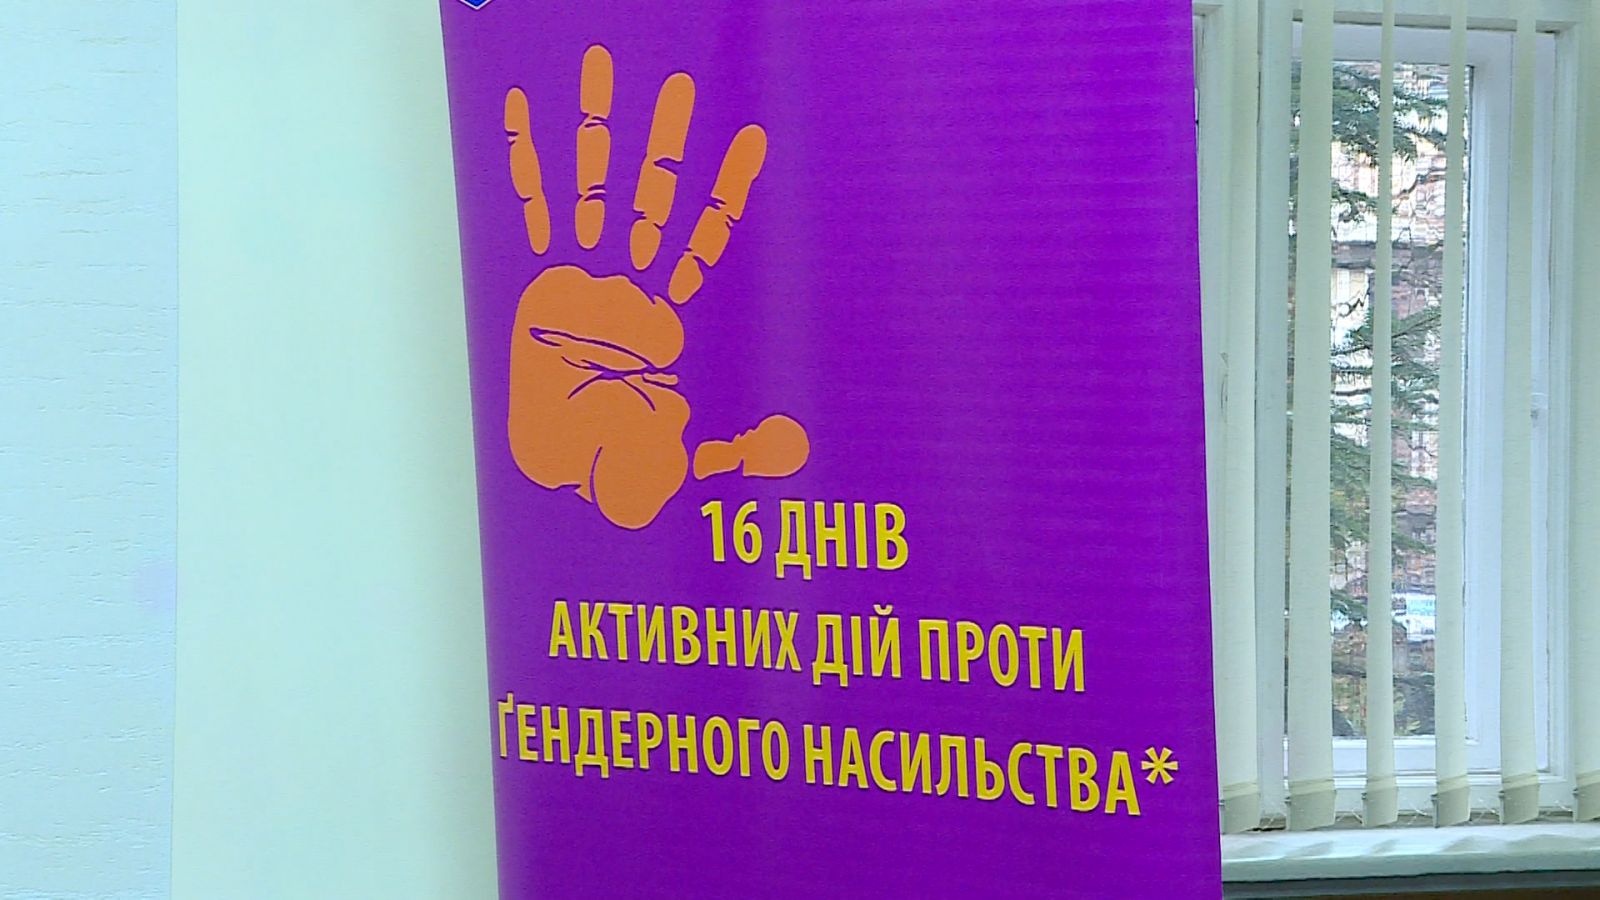 16 ДНІВ
АКТИВНИХ ДІЙ ПРОТИ
ҐЕНДЕРНОГО НАСИЛЬСТВА*